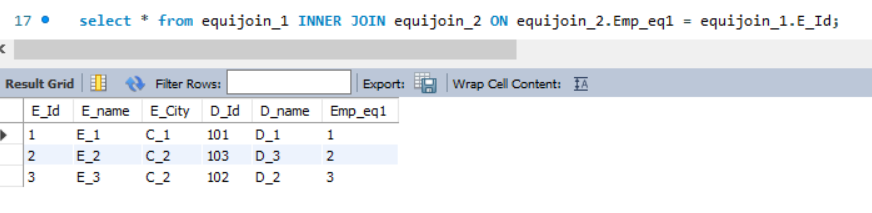 17 select * from equijoin_1 INNER JOIN equijoin_2 ON equijoin_2.Emp_eq1 = equijoin_1.E_Id;
Result Grid Filter Rows: Export: Wrap Cell Content: IA
E_Id E_name E_City D_Id D_name Emp_eq1
1 E_1 C_1 101 D_1 1
2 E_2 C_2 103 D_3 2
3 E_3 C_2 102 D_2 3